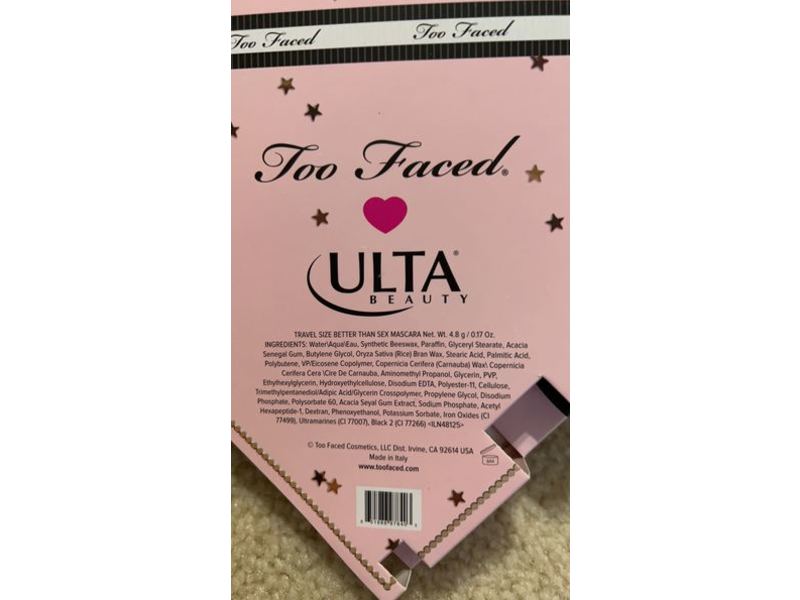 Too Faced Too Faced
Too Faced®
ULTA®
BEAUTY
TRAVEL SIZE BETTER THAN SEX MASCARA Net. Wt. 4.8 g / 0.17 Oz.
INGREDIENTS: Water\Aqua\Eau, Synthetic Beeswax, Paraffin, Glyceryl Stearate, Acacia
Senegal Gum, Butylene Glycol, Oryza Sativa (Rice) Bran Wax, Stearic Acid, Palmitic Acid,
Polybutene, VP/Eicosene Copolymer, Copernicia Cerifera (Carnauba) Wax\ Copernicia
Cerifera Cera \Cire De Carnauba, Aminomethyl Propanol, Glycerin, PVP,
Ethylhexylglycerin, Hydroxyethylcellulose, Disodium EDTA, Polyester-11, Cellulose,
Trimethylpentanediol/Adipic Acid/Glycerin Crosspolymer, Propylene Glycol, Disodium
Phosphate, Polysorbate 60, Acacia Seyal Gum Extract, Sodium Phosphate, Acetyl
Hexapeptide-1, Dextran, Phenoxyethanol, Potassium Sorbate, Iron Oxides (CI
77499), Ultramarines (CI 77007), Black 2 (CI 77266) <ILN48125>
© Too Faced Cosmetics, LLC Dist. Irvine, CA 92614 USA
Made in Italy
www.toofaced.com